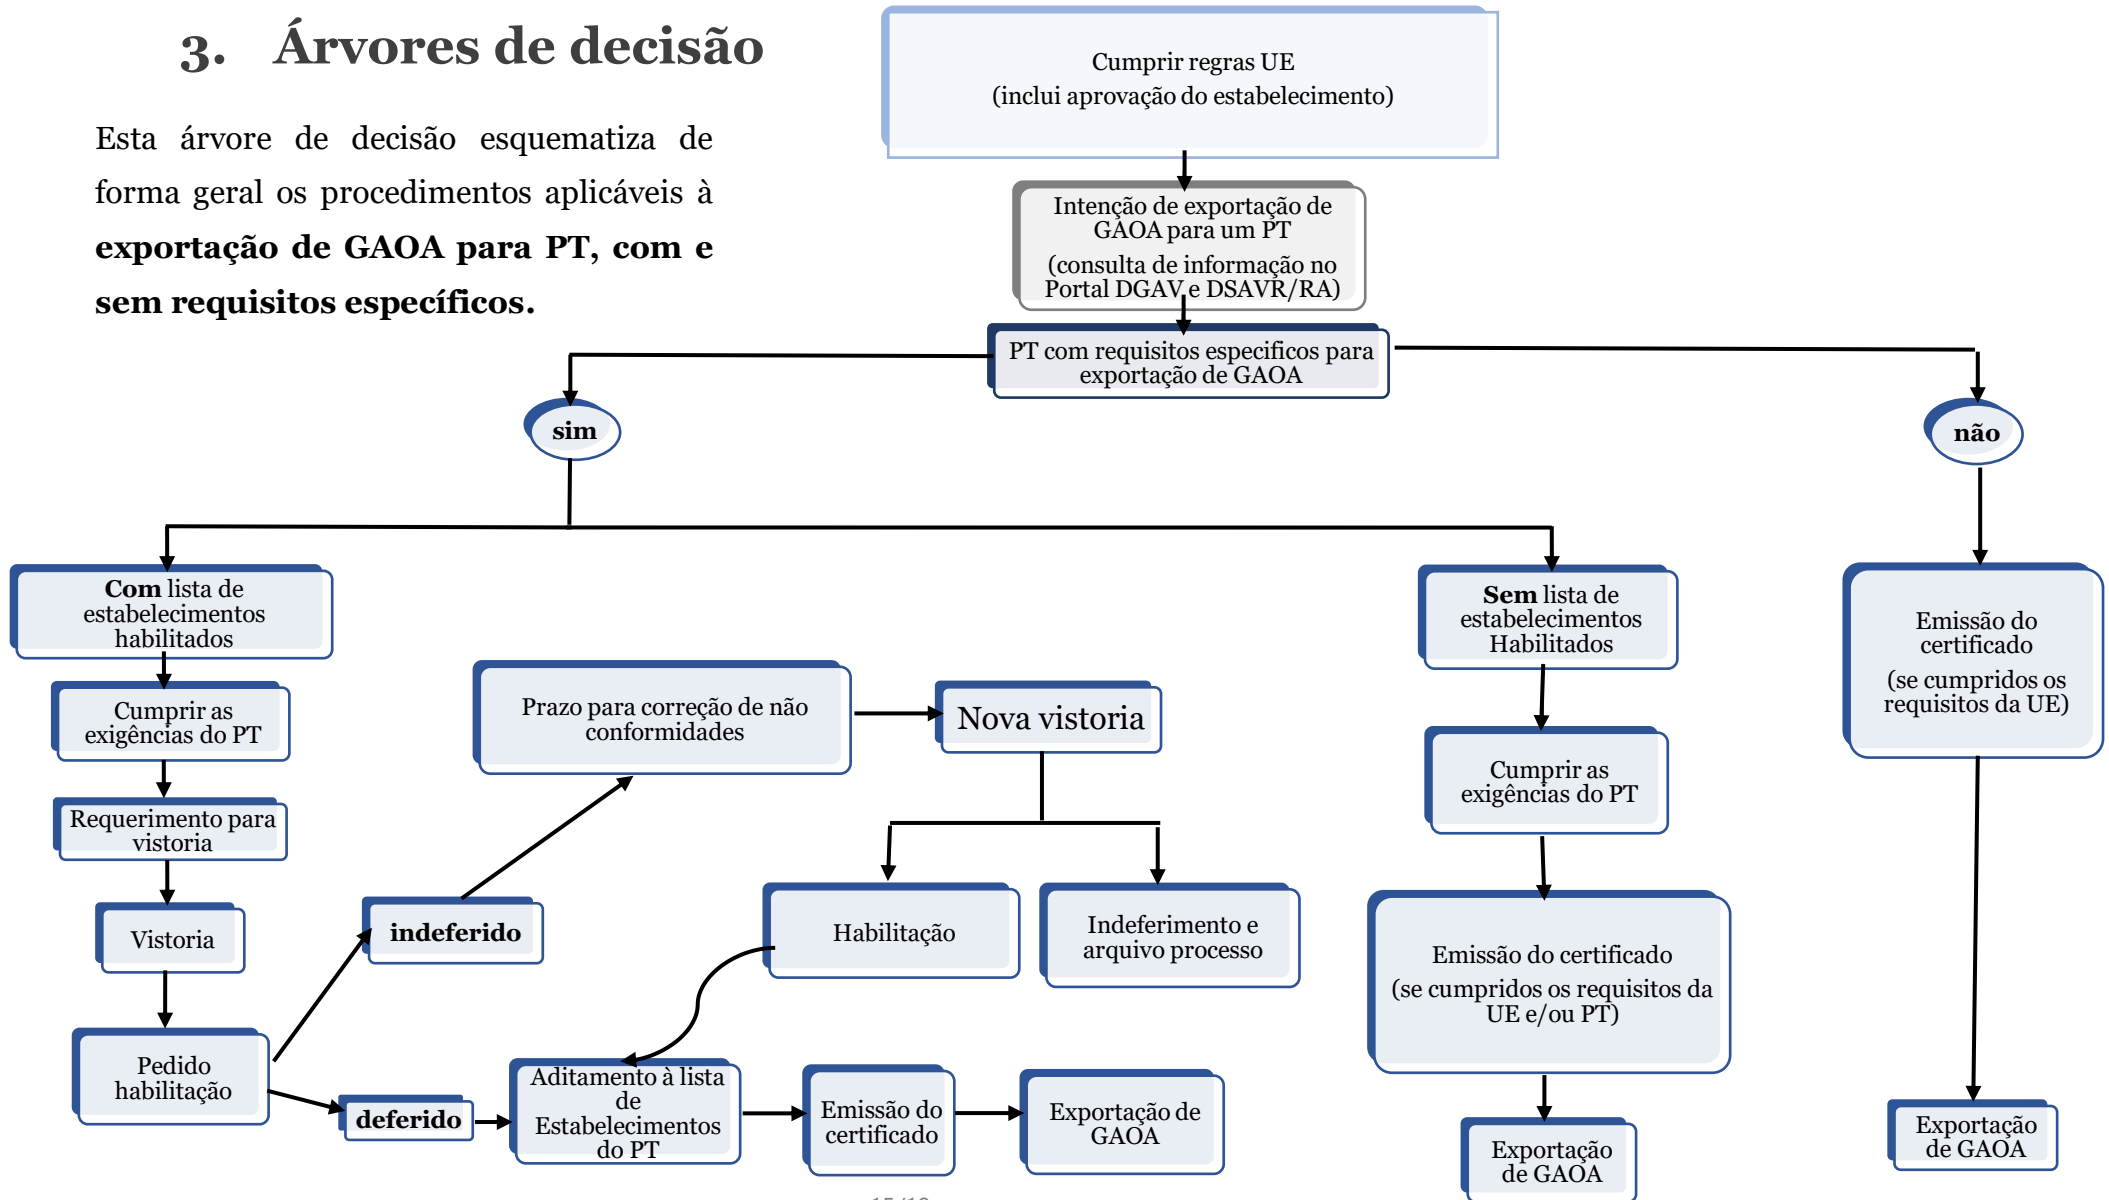 3. Árvores de decisão
Esta árvore de decisão esquematiza de
forma geral os procedimentos aplicáveis à
exportação de GAOA para PT, com e
sem requisitos específicos.
Cumprir regras UE
(inclui aprovação do estabelecimento)
Intenção de exportação de
GAOA para um PT
(consulta de informação no
Portal DGAV e DSAVR/RA)
PT com requisitos especificos para
exportação de GAOA
sim
não
Com lista de
estabelecimentos
habilitados
Sem lista de
estabelecimentos
Habilitados
Emissão do
certificado
(se cumpridos os
requisitos da UE)
Cumprir as
exigências do PT
Prazo para correção de não
conformidades
Nova vistoria
Cumprir as
exigências do PT
Requerimento para
vistoria
Vistoria
indeferido
Habilitação
Indeferimento e
arquivo processo
Emissão do certificado
(se cumpridos os requisitos da
UE e/ou PT)
Pedido
habilitação
deferido
Aditamento à lista
de
Estabelecimentos
do PT
Emissão do
certificado
Exportação de
GAOA
Exportação
de GAOA
Exportação
de GAOA